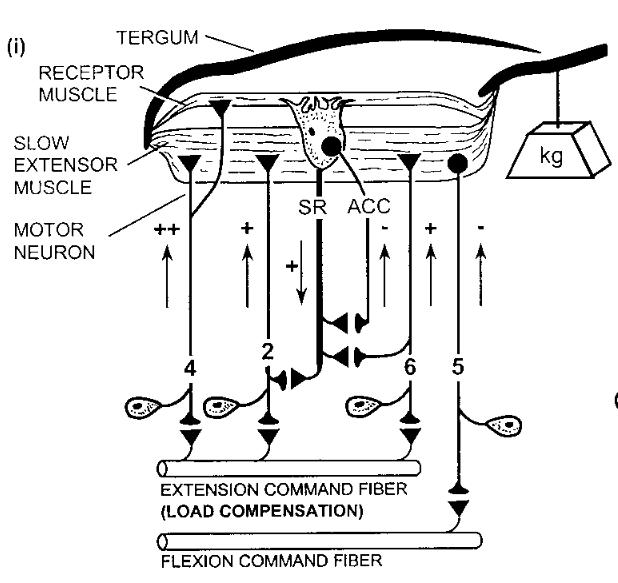 (i)
TERGUM
RECEPTOR
MUSCLE
SLOW
EXTENSOR
MUSCLE
MOTOR
NEURON
kg
SR ACC
++ + + - + -
4 2 6 5
EXTENSION COMMAND FIBER
(LOAD COMPENSATION)
FLEXION COMMAND FIBER